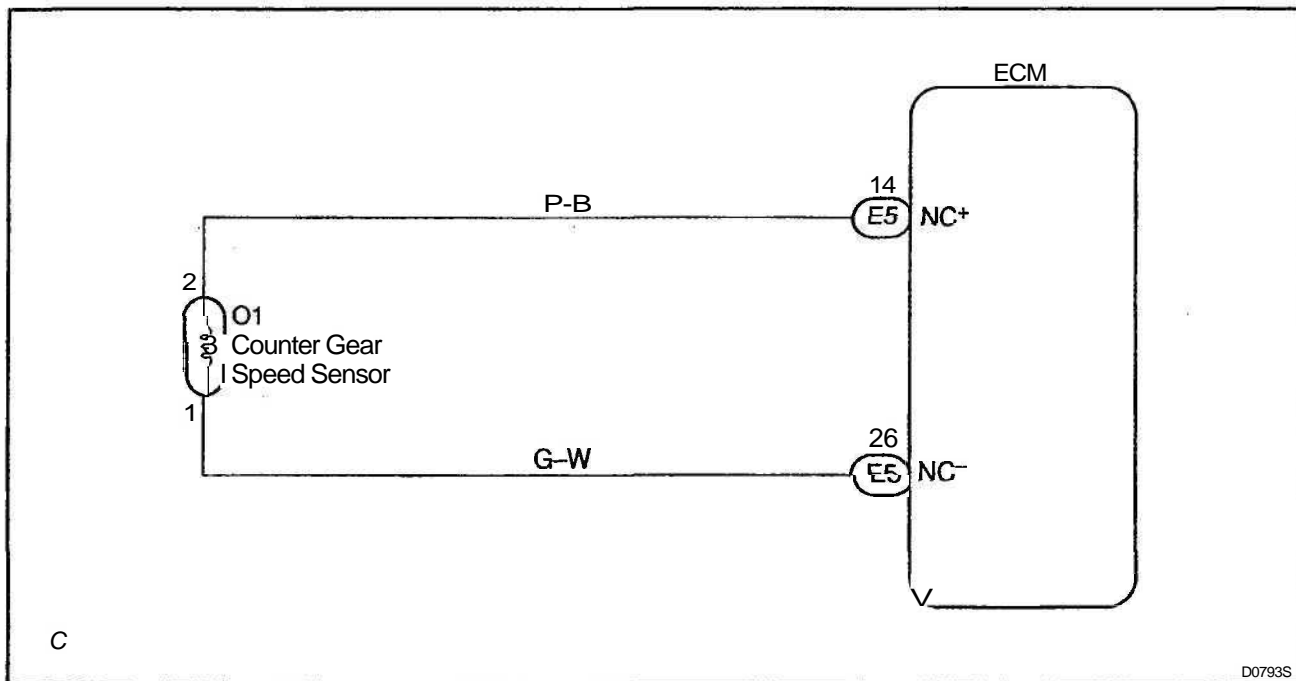 ECM
14
P-B
E5 NC+
2
O1
Counter Gear
Speed Sensor
1
26
G–W
E5 NC–
C
D0793S